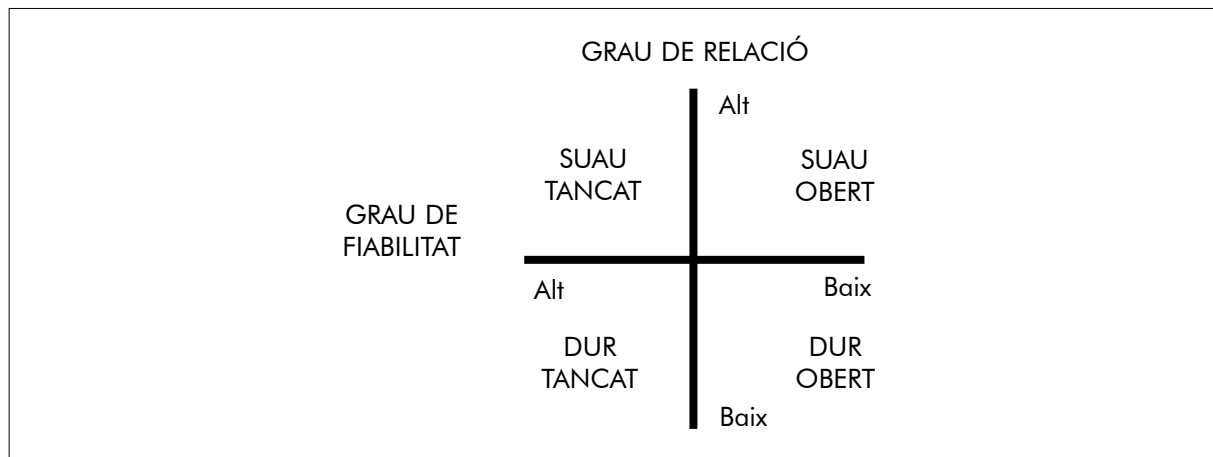 GRAU DE RELACIÓ
Alt
SUAU
TANCAT
SUAU
OBERT
GRAU DE
FIABILITAT
Alt
Baix
DUR
TANCAT
DUR
OBERT
Baix